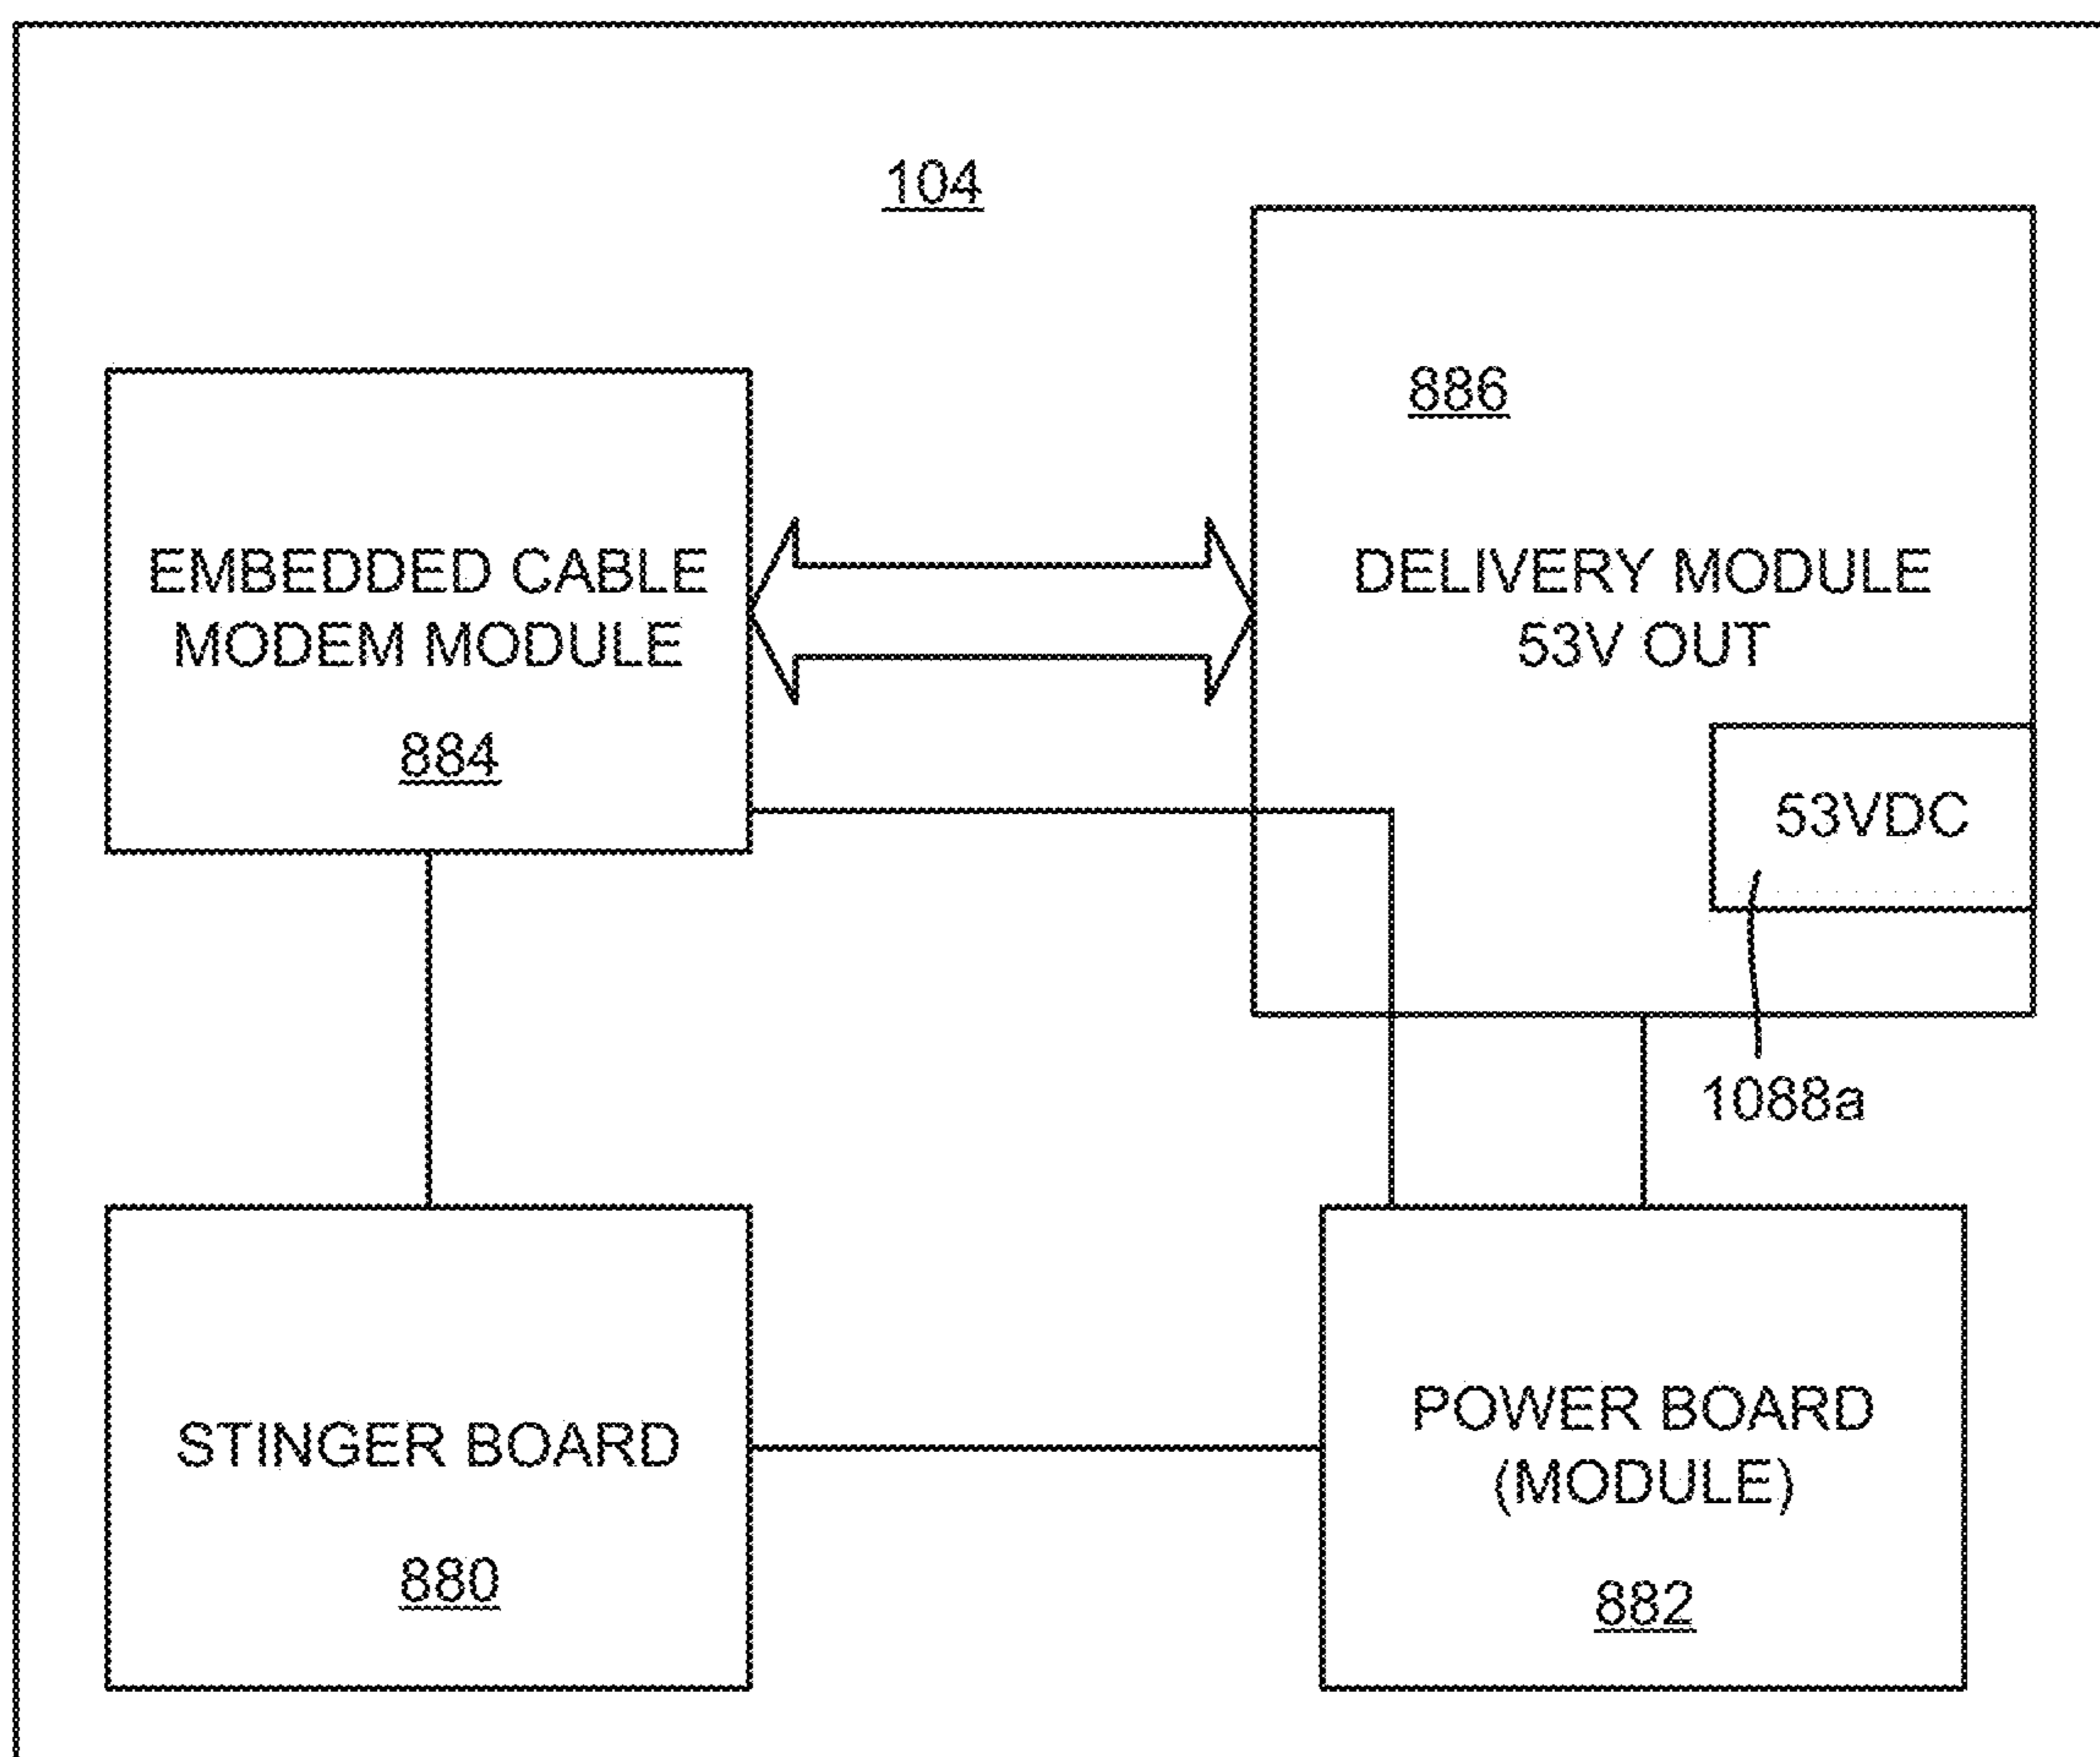 104
886
EMBEDDED CABLE
MODEM MODULE
884
DELIVERY MODULE
53V OUT
53VDC
1088a
STINGER BOARD
880
POWER BOARD
(MODULE)
882